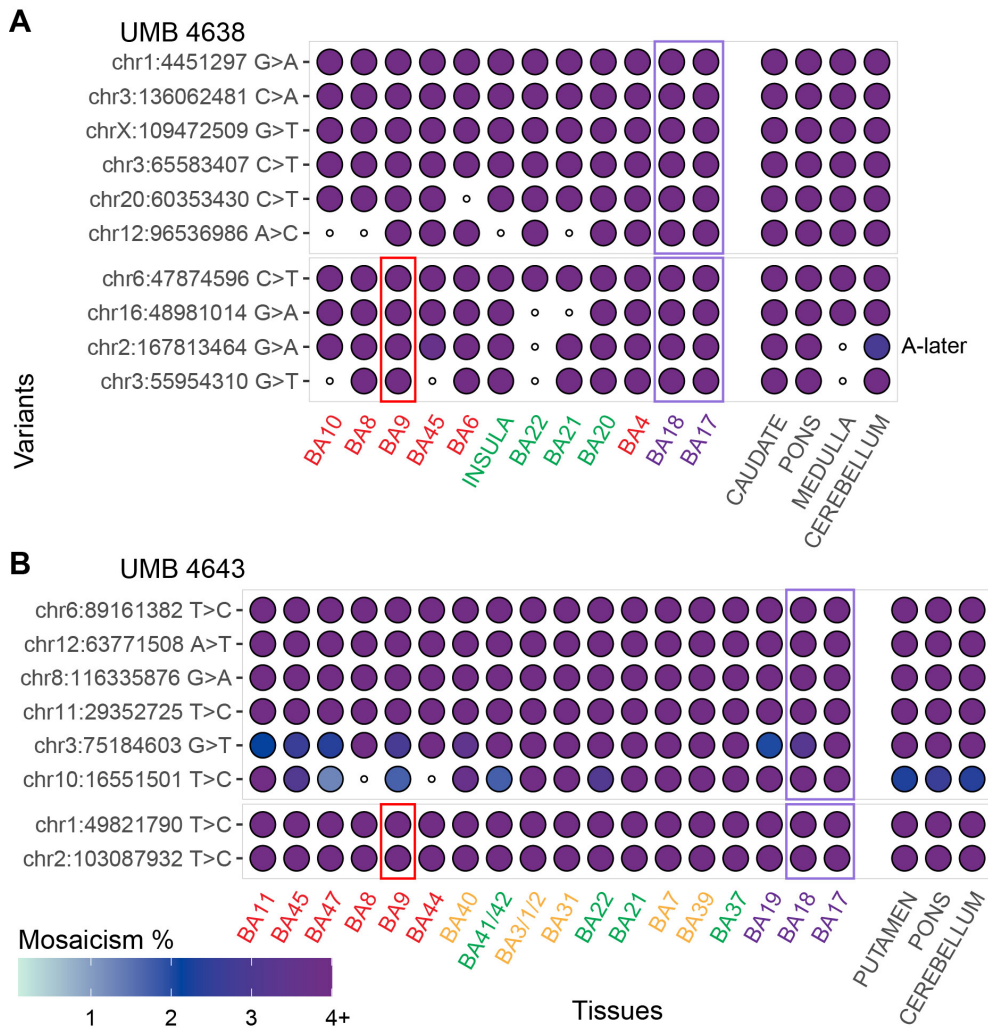 A
UMB 4638
chr1:4451297 G>A
chr3:136062481 C>A
chrX:109472509 G>T
chr3:65583407 C>T
chr20:60353430 C>T
chr12:96536986 A>C
chr6:47874596 C>T
chr16:48981014 G>A
chr2:167813464 G>A
A-later
chr3:55954310 G>T
Variants
BA10
BA8
BA9
BA45
BA6
INSULA
BA22
BA21
BA20
BA4
BA18
BA17
CAUDATE
PONS
MEDULLA
CEREBELLUM
B
UMB 4643
chr6:89161382 T>C
chr12:63771508 A>T
chr8:116335876 G>A
chr11:29352725 T>C
chr3:75184603 G>T
chr10:16551501 T>C
chr1:49821790 T>C
chr2:103087932 T>C
BA11
BA45
BA47
BA8
BA9
BA44
BA40
BA41/42
BA3/1/2
BA31
BA22
BA21
BA7
BA39
BA37
BA19
BA18
BA17
PUTAMEN
PONS
CEREBELLUM
Mosaicism %
1 2 3 4+
Tissues